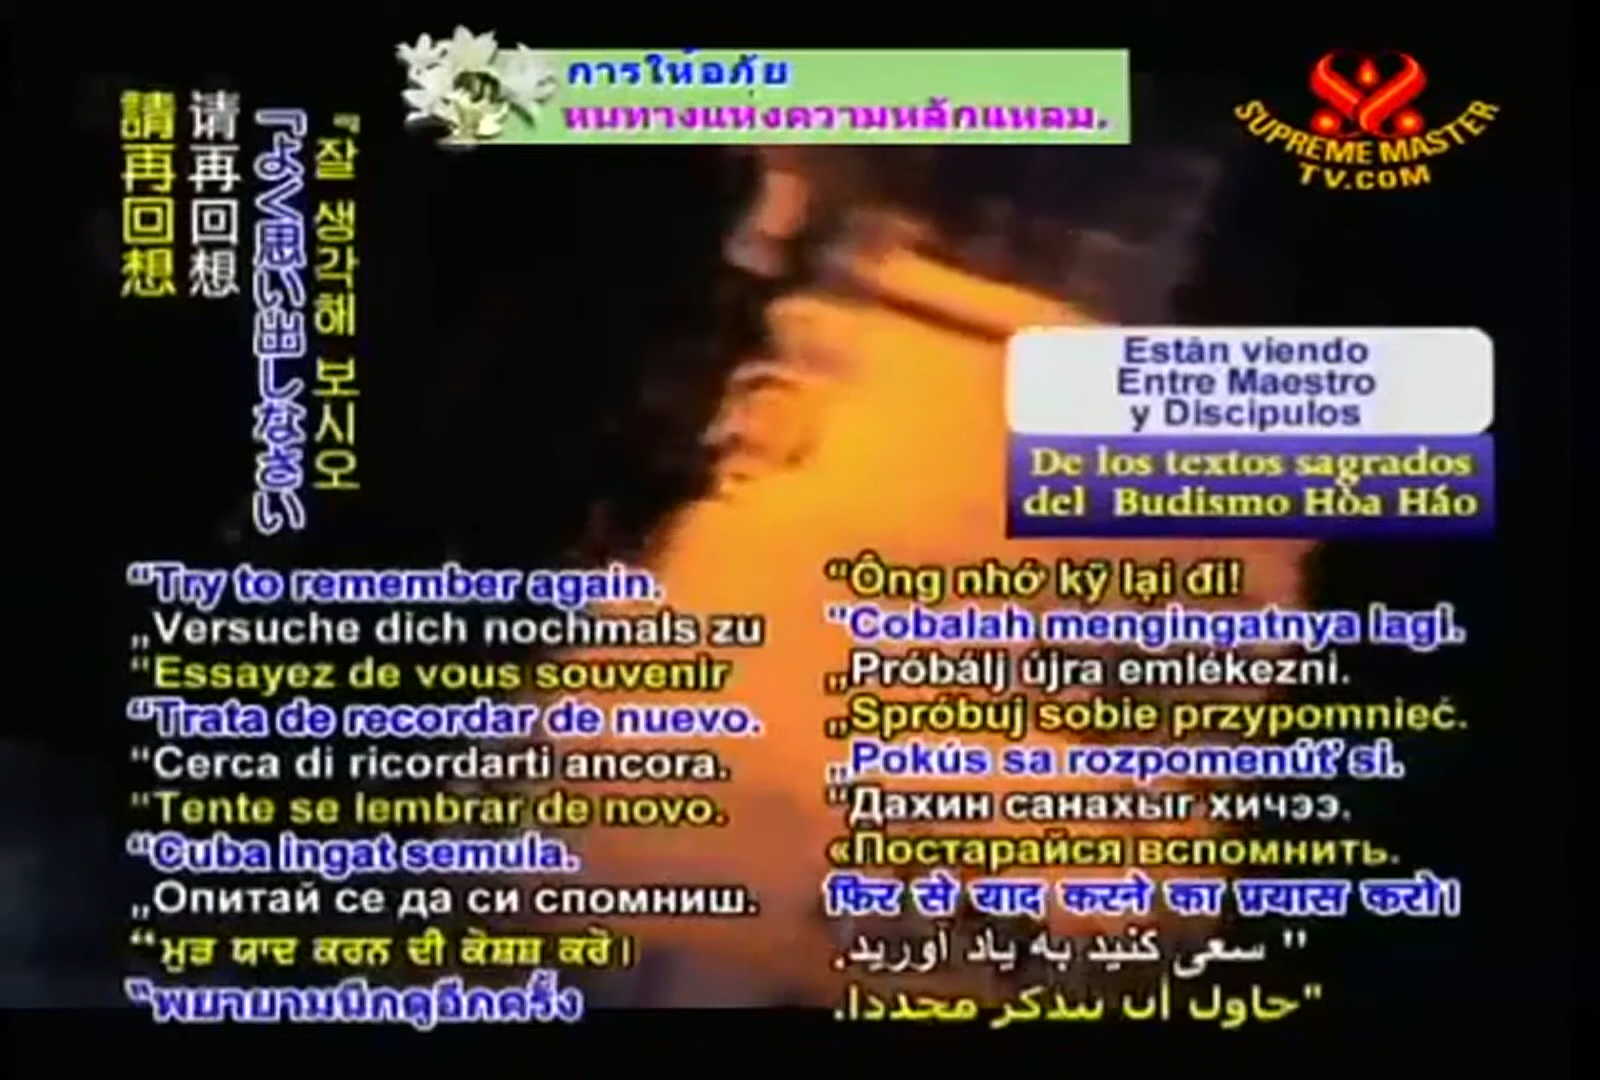 การให้อภัย
หนทางแห่งความหลักแหลม.
SUPREME MASTER
TV.COM
請再回想
请再回想
『よく思い出しなさい
『잘 생각해 보시오
Están viendo
Entre Maestro
y Discípulos
De los textos sagrados
del Budismo Hòa Hảo
“Try to remember again.
„Versuche dich nochmals zu
“Essayez de vous souvenir
“Trata de recordar de nuevo.
“Cerca di ricordarti ancora.
“Tente se lembrar de novo.
“Cuba ingat semula.
„Опитай се да си спомниш.
“ਮੁੜ ਯਾਦ ਕਰਨ ਦੀ ਕੋਸ਼ਸ਼ ਕਰੋ।
“พยายามนึกดูอีกครั้ง
“Ông nhớ kỹ lại đi!
“Cobalah mengingatnya lagi.
„Próbálj újra emlékezni.
„Spróbuj sobie przypomnieć.
„Pokús sa rozpomenúť si.
“Дахин санахыг хичээ.
«Постарайся вспомнить.
फिर से याद करने का प्रयास करो।
" سعی کنید به یاد آورید.
"حاول أن تتذكر مجددا.